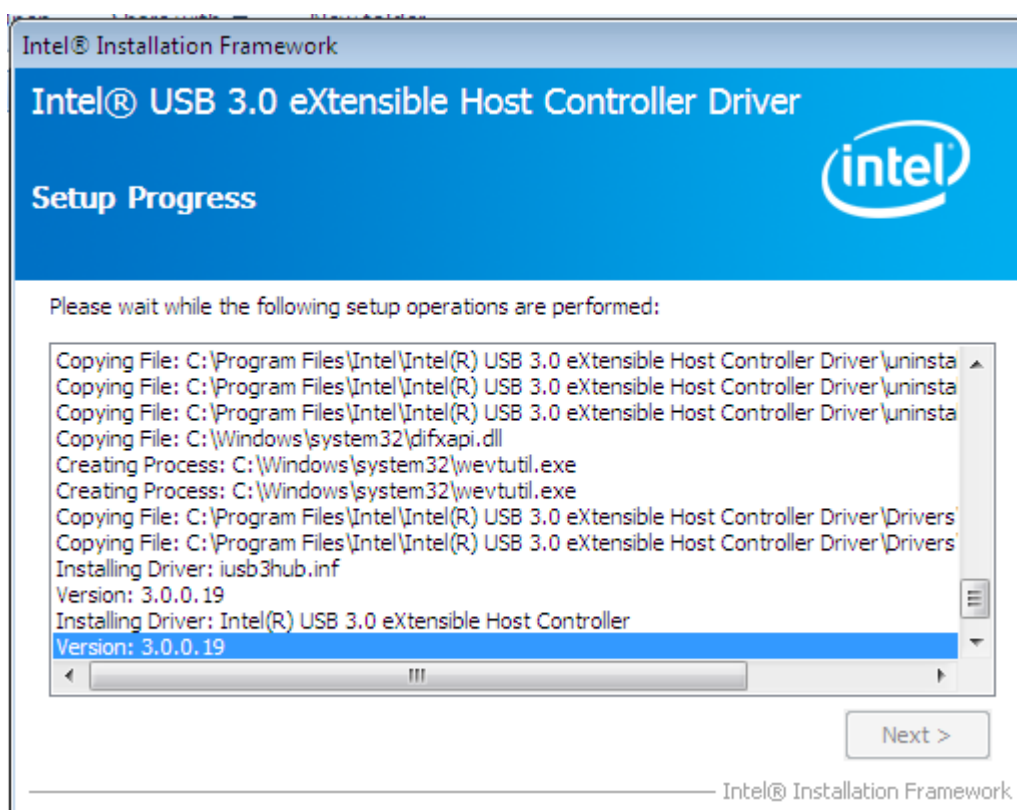 Intel® Installation Framework
Intel® USB 3.0 eXtensible Host Controller Driver
intel
Setup Progress
Please wait while the following setup operations are performed:
Copying File: C:\Program Files\Intel\Intel(R) USB 3.0 eXtensible Host Controller Driver\uninsta
Copying File: C:\Program Files\Intel\Intel(R) USB 3.0 eXtensible Host Controller Driver\uninsta
Copying File: C:\Program Files\Intel\Intel(R) USB 3.0 eXtensible Host Controller Driver\uninsta
Copying File: C:\Windows\system32\difxapi.dll
Creating Process: C:\Windows\system32\wevtutil.exe
Creating Process: C:\Windows\system32\wevtutil.exe
Copying File: C:\Program Files\Intel\Intel(R) USB 3.0 eXtensible Host Controller Driver\Drivers\
Copying File: C:\Program Files\Intel\Intel(R) USB 3.0 eXtensible Host Controller Driver\Drivers\
Installing Driver: iusb3hub.inf
Version: 3.0.0.19
Installing Driver: Intel(R) USB 3.0 eXtensible Host Controller
Version: 3.0.0.19
Next >
Intel® Installation Framework